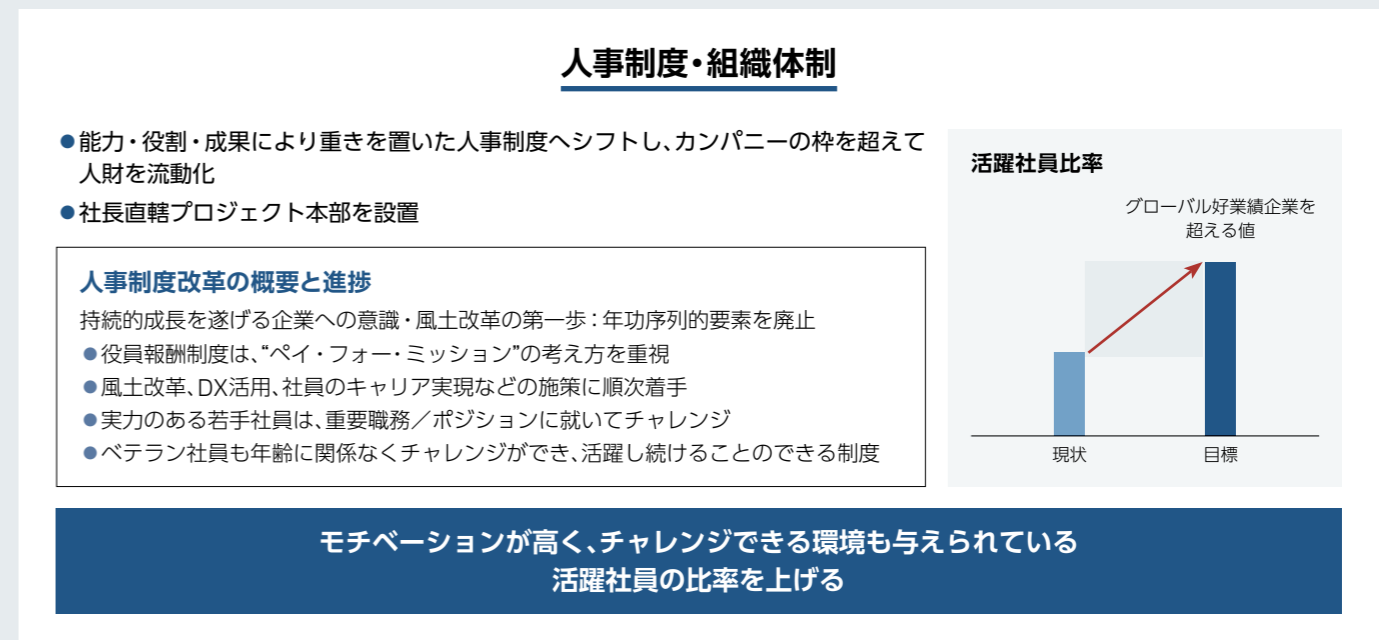 人事制度・組織体制
●能力・役割・成果により重きを置いた人事制度へシフトし、カンパニーの枠を超えて
人財を流動化
●社長直轄プロジェクト本部を設置
人事制度改革の概要と進捗
持続的成長を遂げる企業への意識・風土改革の第一歩：年功序列的要素を廃止
●役員報酬制度は、“ペイ・フォー・ミッション”の考え方を重視
●風土改革、DX活用、社員のキャリア実現などの施策に順次着手
●実力のある若手社員は、重要職務／ポジションに就いてチャレンジ
●ベテラン社員も年齢に関係なくチャレンジができ、活躍し続けることのできる制度
活躍社員比率
グローバル好業績企業を
超える値
現状
目標
モチベーションが高く、チャレンジできる環境も与えられている
活躍社員の比率を上げる